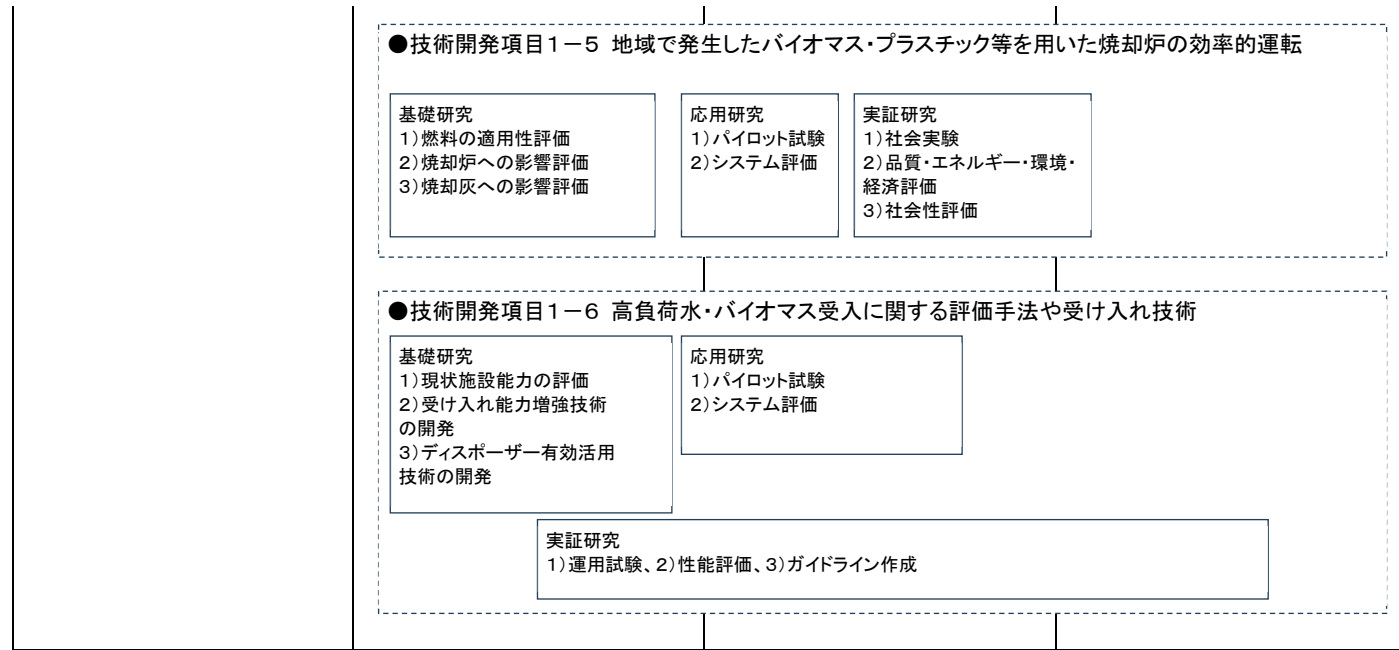 ●技術開発項目１－５ 地域で発生したバイオマス・プラスチック等を用いた焼却炉の効率的運転
基礎研究
１）燃料の適用性評価
２）焼却炉への影響評価
３）焼却灰への影響評価
応用研究
１）パイロット試験
２）システム評価
実証研究
１）社会実験
２）品質・エネルギー・環境・
経済評価
３）社会性評価
●技術開発項目１－６ 高負荷水・バイオマス受入に関する評価手法や受け入れ技術
基礎研究
１）現状施設能力の評価
２）受け入れ能力増強技術
の開発
３）ディスポーザー有効活用
技術の開発
応用研究
１）パイロット試験
２）システム評価
実証研究
１）運用試験、２）性能評価、３）ガイドライン作成